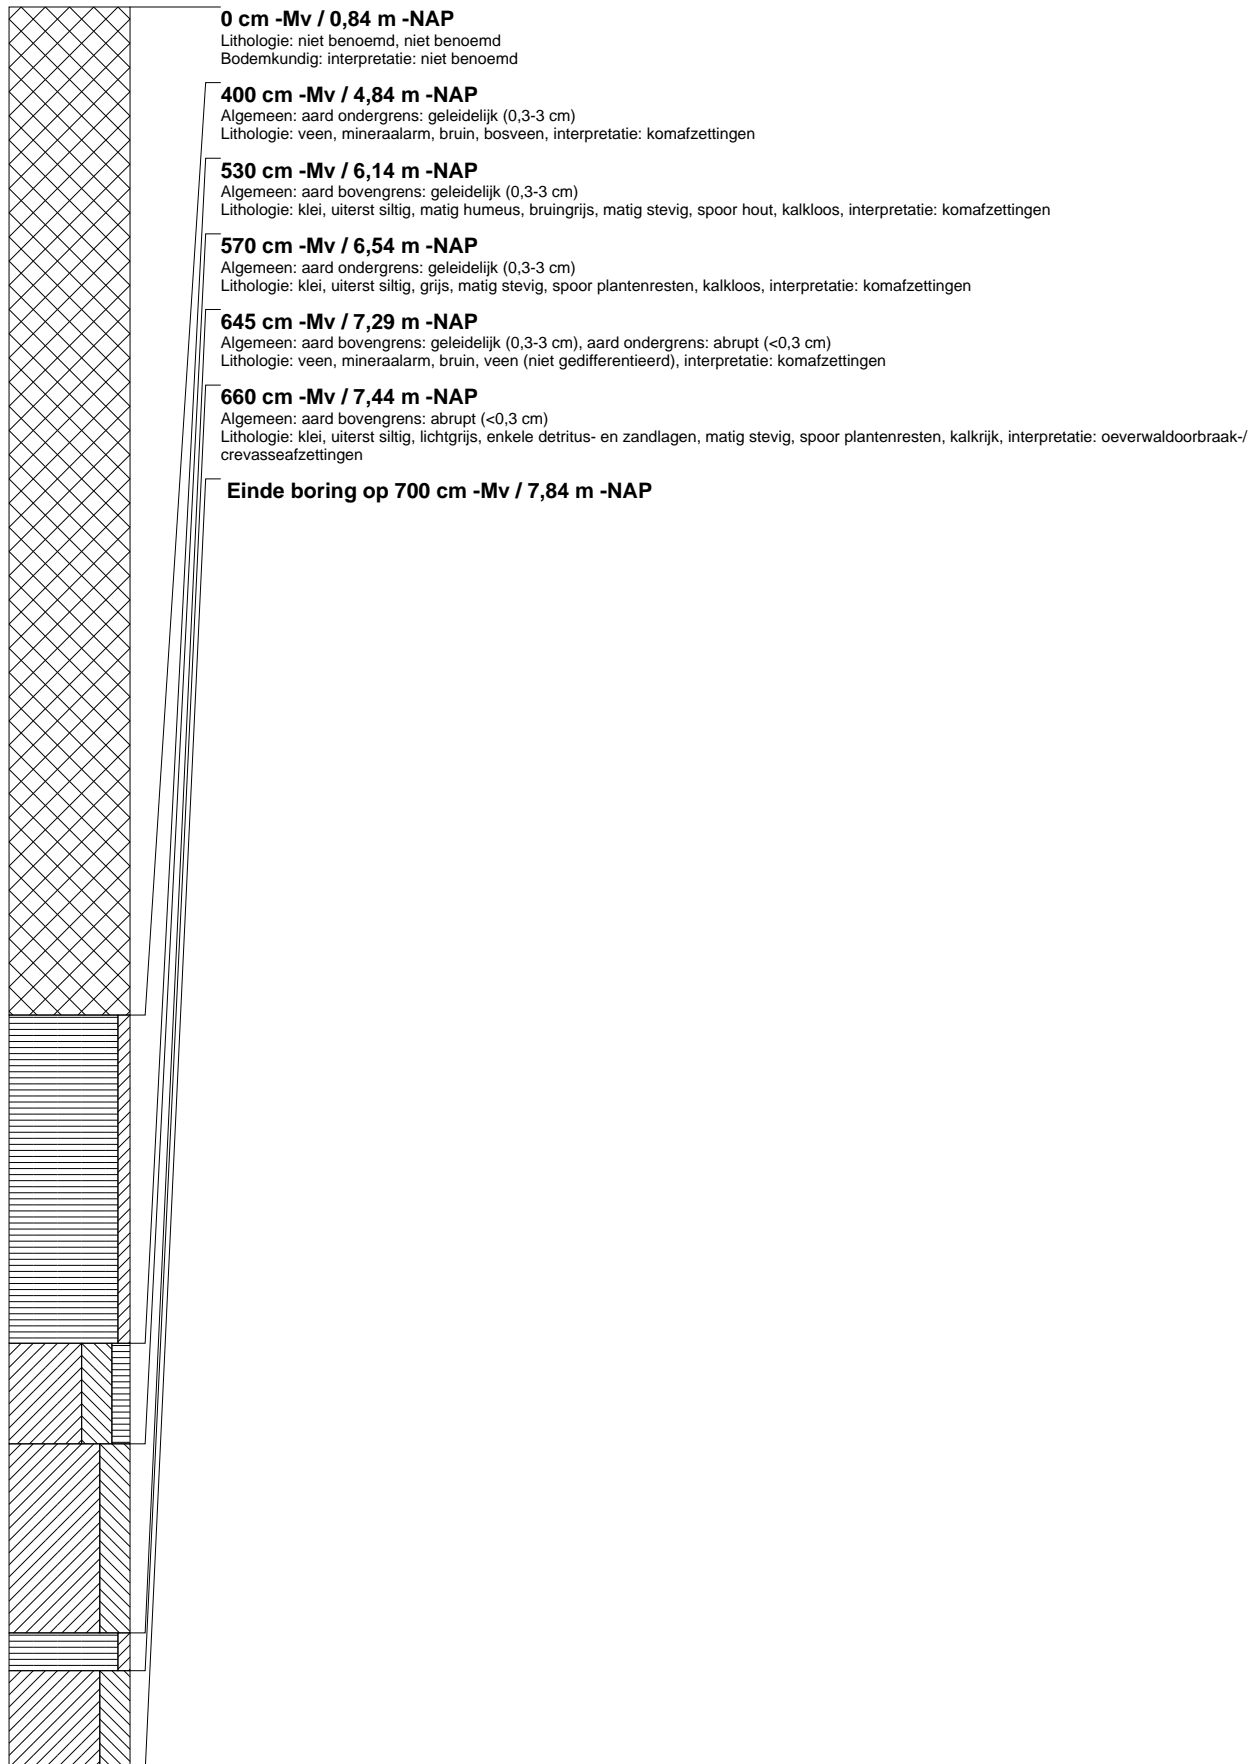 0 cm -Mv / 0,84 m -NAP
Lithologie: niet benoemd, niet benoemd
Bodemkundig: interpretatie: niet benoemd
400 cm -Mv / 4,84 m -NAP
Algemeen: aard ondergrens: geleidelijk (0,3-3 cm)
Lithologie: veen, mineraalarm, bruin, bosveen, interpretatie: komafzettingen
530 cm -Mv / 6,14 m -NAP
Algemeen: aard bovengrens: geleidelijk (0,3-3 cm)
Lithologie: klei, uiterst siltig, matig humeus, bruingrijs, matig stevig, spoor hout, kalkloos, interpretatie: komafzettingen
570 cm -Mv / 6,54 m -NAP
Algemeen: aard ondergrens: geleidelijk (0,3-3 cm)
Lithologie: klei, uiterst siltig, grijs, matig stevig, spoor plantenresten, kalkloos, interpretatie: komafzettingen
645 cm -Mv / 7,29 m -NAP
Algemeen: aard bovengrens: geleidelijk (0,3-3 cm), aard ondergrens: abrupt (<0,3 cm)
Lithologie: veen, mineraalarm, bruin, veen (niet gedifferentieerd), interpretatie: komafzettingen
660 cm -Mv / 7,44 m -NAP
Algemeen: aard bovengrens: abrupt (<0,3 cm)
Lithologie: klei, uiterst siltig, lichtgrijs, enkele detritus- en zandlagen, matig stevig, spoor plantenresten, kalkrijk, interpretatie: oeverwaldoorbraak-/
crevasseafzettingen
Einde boring op 700 cm -Mv / 7,84 m -NAP